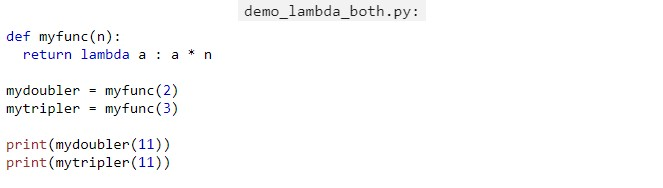 demo_lambda_both.py:
def myfunc(n):
  return lambda a : a * n
mydoubler = myfunc(2)
mytripler = myfunc(3)
print(mydoubler(11))
print(mytripler(11))